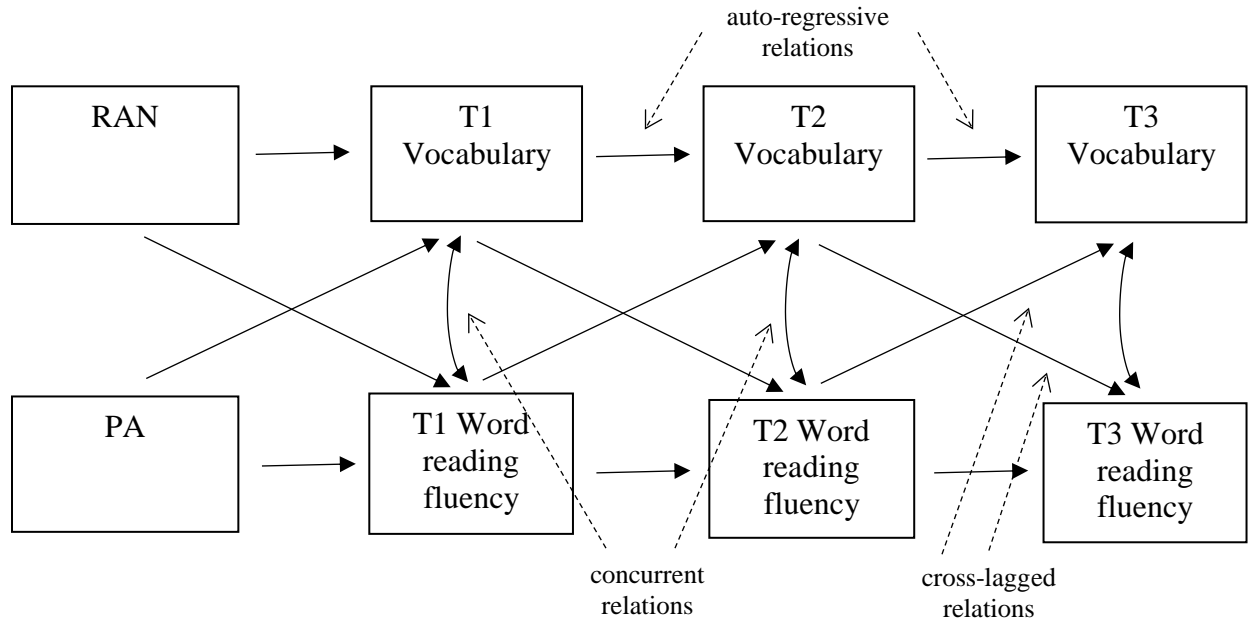 auto-regressive
relations
RAN
T1
Vocabulary
T2
Vocabulary
T3
Vocabulary
PA
T1 Word
reading
fluency
T2 Word
reading
fluency
T3 Word
reading
fluency
concurrent
relations
cross-lagged
relations